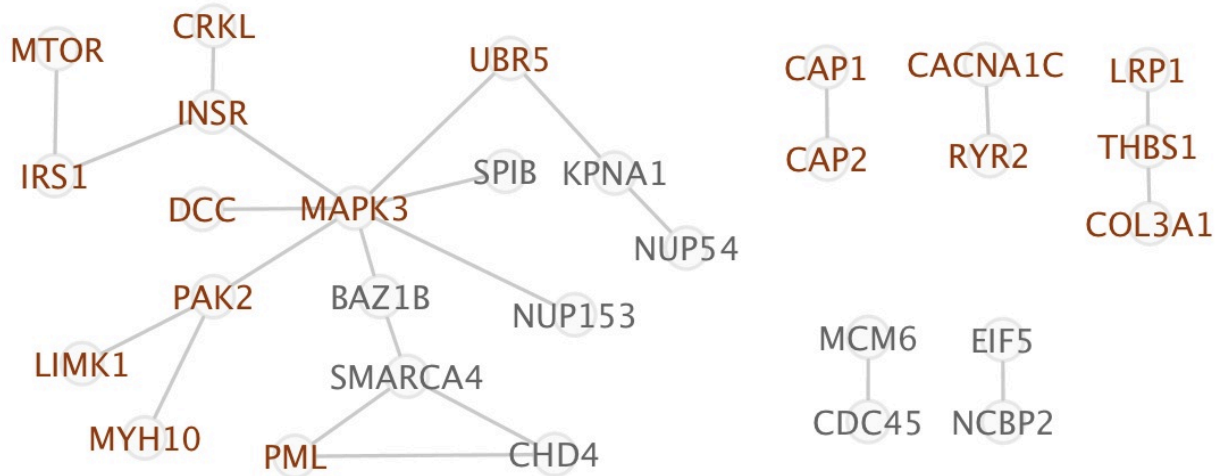 MTOR
CRKL
UBR5
CAP1
CACNA1C
LRP1
INSR
IRS1
SPIB
KPNA1
CAP2
RYR2
THBS1
DCC
MAPK3
NUP54
COL3A1
PAK2
BAZ1B
NUP153
LIMK1
SMARCA4
MCM6
EIF5
MYH10
PML
CHD4
CDC45
NCBP2